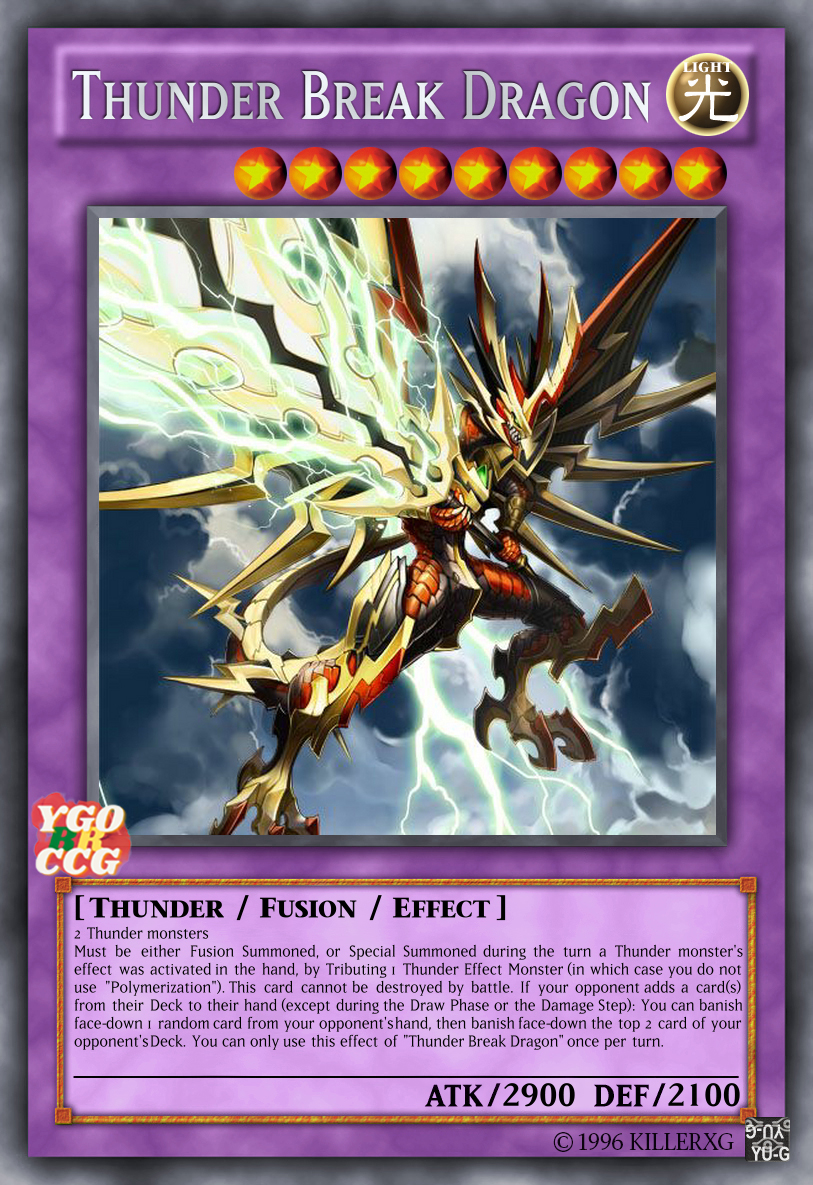 THUNDER BREAK DRAGON
LIGHT
光
YGO
RR
CCG
[ THUNDER / FUSION / EFFECT ]
2 Thunder monsters
Must be either Fusion Summoned, or Special Summoned during the turn a Thunder monster's
effect was activated in the hand, by Tributing 1 Thunder Effect Monster (in which case you do not
use "Polymerization"). This card cannot be destroyed by battle. If your opponent adds a card(s)
from their Deck to their hand (except during the Draw Phase or the Damage Step): You can banish
face-down 1 random card from your opponent's hand, then banish face-down the top 2 card of your
opponent's Deck. You can only use this effect of "Thunder Break Dragon" once per turn.
ATK/2900 DEF/2100
© 1996 KILLERXG
YU-G